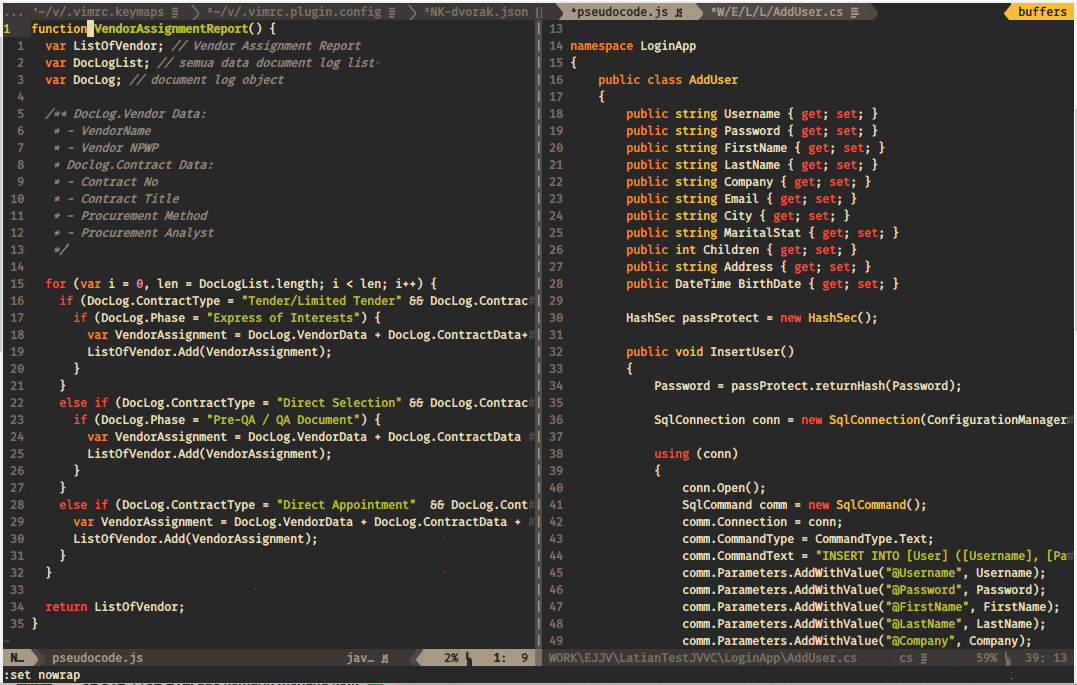 ... *~/v/.vimrc.keymaps *~/v/.vimrc.plugin.config *NK-dvorak.json {} *pseudocode.js *W/E/L/L/AddUser.cs buffers
1 function VendorAssignmentReport() {
1 var ListOfVendor; // Vendor Assignment Report
2 var DocLogList; // semua data document log list
3 var DocLog; // document log object
4
5 /** DocLog.Vendor Data:
6 * - VendorName
7 * - Vendor NPWP
8 * Doclog.Contract Data:
9 * - Contract No
10 * - Contract Title
11 * - Procurement Method
12 * - Procurement Analyst
13 */
14
15 for (var i = 0, len = DocLogList.length; i < len; i++) {
16 if (DocLog.ContractType = "Tender/Limited Tender" && DocLog.Contrac
17 if (DocLog.Phase = "Express of Interests") {
18 var VendorAssignment = DocLog.VendorData + DocLog.ContractData+
19 ListOfVendor.Add(VendorAssignment);
20 }
21 }
22 else if (DocLog.ContractType = "Direct Selection" && DocLog.Contrac
23 if (DocLog.Phase = "Pre-QA / QA Document") {
24 var VendorAssignment = DocLog.VendorData + DocLog.ContractData
25 ListOfVendor.Add(VendorAssignment);
26 }
27 }
28 else if (DocLog.ContractType = "Direct Appointment" && DocLog.Cont
29 var VendorAssignment = DocLog.VendorData + DocLog.ContractData +
30 ListOfVendor.Add(VendorAssignment);
31 }
32 }
33
34 return ListOfVendor;
35 }
~
N… pseudocode.js jav… 2% 1: 9
13
14 namespace LoginApp
15 {
16 public class AddUser
17 {
18 public string Username { get; set; }
19 public string Password { get; set; }
20 public string FirstName { get; set; }
21 public string LastName { get; set; }
22 public string Company { get; set; }
23 public string Email { get; set; }
24 public string City { get; set; }
25 public string MaritalStat { get; set; }
26 public int Children { get; set; }
27 public string Address { get; set; }
28 public DateTime BirthDate { get; set; }
29
30 HashSec passProtect = new HashSec();
31
32 public void InsertUser()
33 {
34 Password = passProtect.returnHash(Password);
35
36 SqlConnection conn = new SqlConnection(ConfigurationManager
37
38 using (conn)
39 {
40 conn.Open();
41 SqlCommand comm = new SqlCommand();
42 comm.Connection = conn;
43 comm.CommandType = CommandType.Text;
44 comm.CommandText = "INSERT INTO [User] ([Username], [Pa
45 comm.Parameters.AddWithValue("@Username", Username);
46 comm.Parameters.AddWithValue("@Password", Password);
47 comm.Parameters.AddWithValue("@FirstName", FirstName);
48 comm.Parameters.AddWithValue("@LastName", LastName);
49 comm.Parameters.AddWithValue("@Company", Company);
WORK\EJJV\LatianTestJVVC\LoginApp\AddUser.cs cs 59% 39: 13
:set nowrap